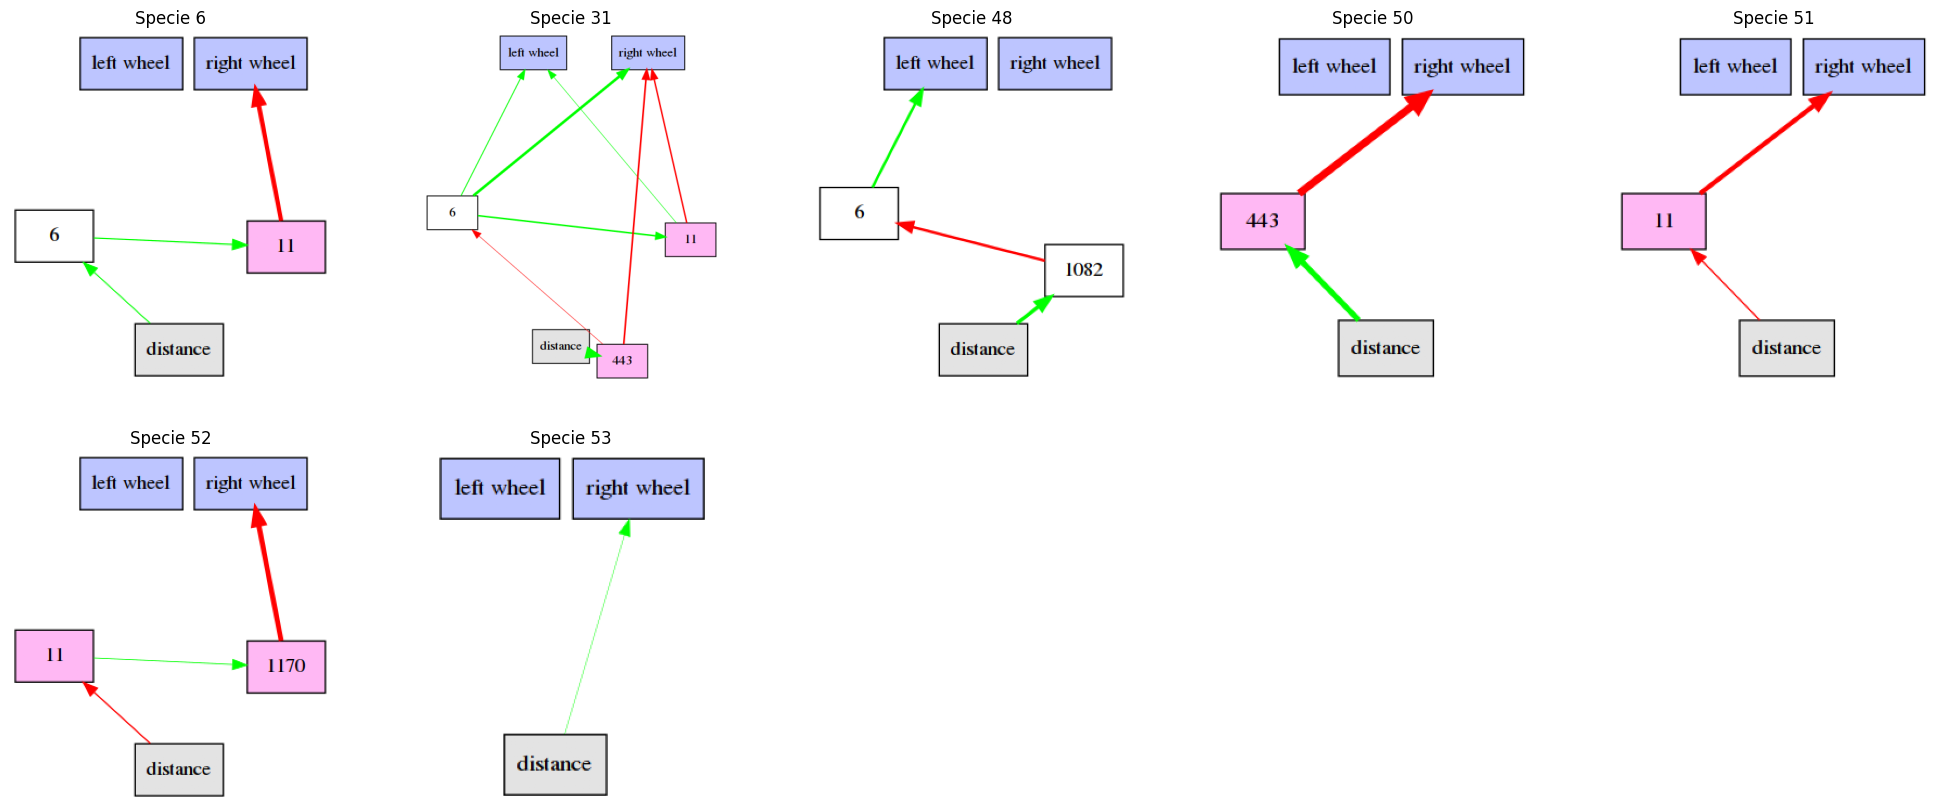 Specie 6
left wheel
right wheel
6
11
distance
Specie 31
left wheel
right wheel
6
11
distance
443
Specie 48
left wheel
right wheel
6
1082
distance
Specie 50
left wheel
right wheel
443
distance
Specie 51
left wheel
right wheel
11
distance
Specie 52
left wheel
right wheel
11
1170
distance
Specie 53
left wheel
right wheel
distance